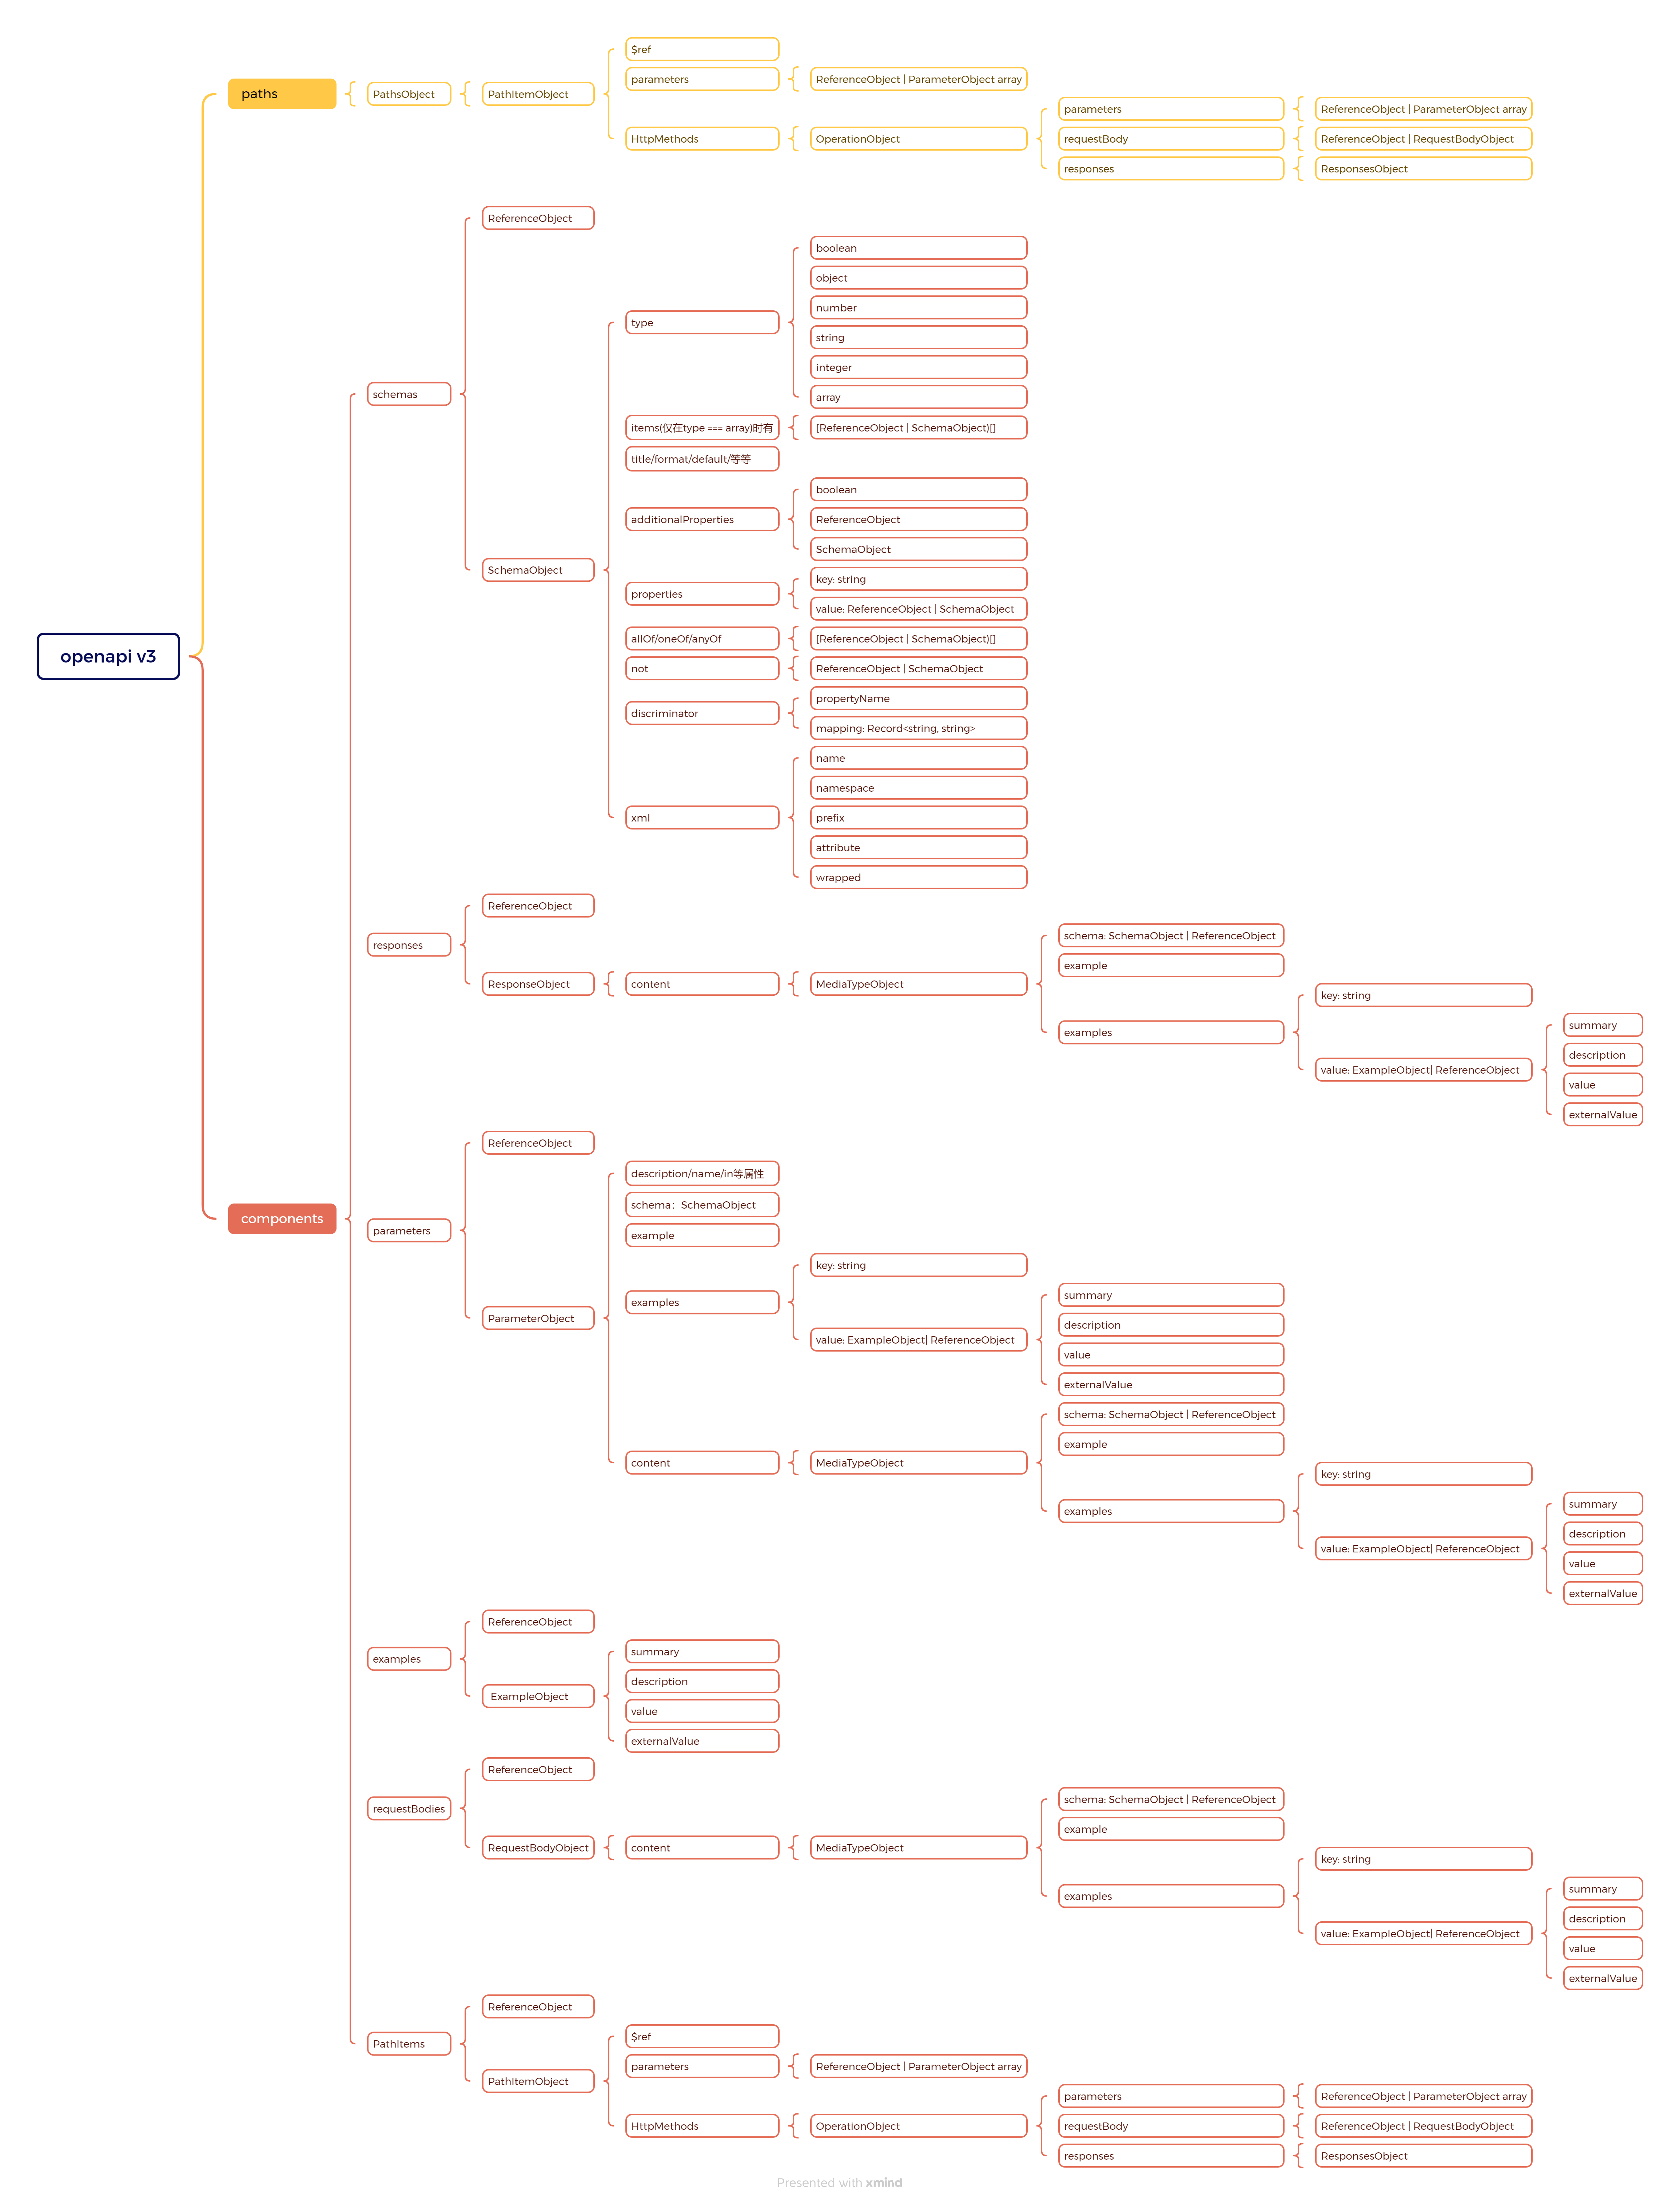 openapi v3
paths
PathsObject
PathItemObject
$ref
parameters
ReferenceObject | ParameterObject array
HttpMethods
OperationObject
parameters
ReferenceObject | ParameterObject array
requestBody
ReferenceObject | RequestBodyObject
responses
ResponsesObject
components
schemas
ReferenceObject
SchemaObject
type
boolean
object
number
string
integer
array
items(仅在type === array)时有
[ReferenceObject | SchemaObject)[]
title/format/default/等等
additionalProperties
boolean
ReferenceObject
SchemaObject
properties
key: string
value: ReferenceObject | SchemaObject
allOf/oneOf/anyOf
[ReferenceObject | SchemaObject)[]
not
ReferenceObject | SchemaObject
discriminator
propertyName
mapping: Record<string, string>
xml
name
namespace
prefix
attribute
wrapped
responses
ReferenceObject
ResponseObject
content
MediaTypeObject
schema: SchemaObject | ReferenceObject
example
examples
key: string
value: ExampleObject| ReferenceObject
summary
description
value
externalValue
parameters
ReferenceObject
ParameterObject
description/name/in等属性
schema：SchemaObject
example
examples
key: string
value: ExampleObject| ReferenceObject
summary
description
value
externalValue
content
MediaTypeObject
schema: SchemaObject | ReferenceObject
example
examples
key: string
value: ExampleObject| ReferenceObject
summary
description
value
externalValue
examples
ReferenceObject
ExampleObject
summary
description
value
externalValue
requestBodies
ReferenceObject
RequestBodyObject
content
MediaTypeObject
schema: SchemaObject | ReferenceObject
example
examples
key: string
value: ExampleObject| ReferenceObject
summary
description
value
externalValue
PathItems
ReferenceObject
PathItemObject
$ref
parameters
ReferenceObject | ParameterObject array
HttpMethods
OperationObject
parameters
ReferenceObject | ParameterObject array
requestBody
ReferenceObject | RequestBodyObject
responses
ResponsesObject
Presented with xmind